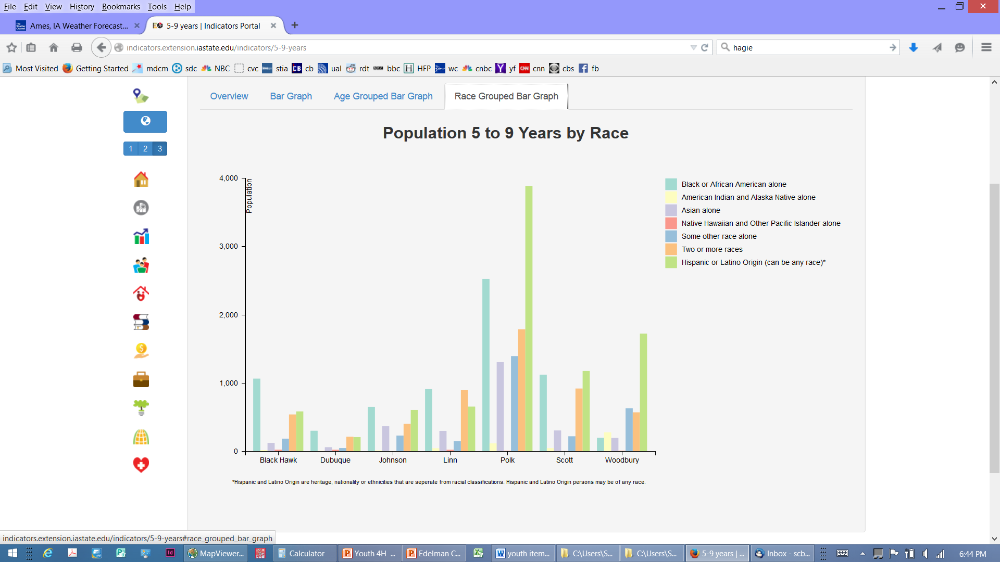 File Edit View History Bookmarks Tools Help
Ames, IA Weather Forecast...
5-9 years | Indicators Portal
indicators.extension.iastate.edu/indicators/5-9-years
hagie
Most Visited Getting Started mdcm sdc NBC cvc stia CB cb ual rdt BBC bbc H HFP wc cnbc Y yf CNN cnn cbs f fb
Overview Bar Graph Age Grouped Bar Graph Race Grouped Bar Graph
1 2 3
Population 5 to 9 Years by Race
Population
4,000
3,000
2,000
1,000
0
Black Hawk Dubuque Johnson Linn Polk Scott Woodbury
Black or African American alone
American Indian and Alaska Native alone
Asian alone
Native Hawaiian and Other Pacific Islander alone
Some other race alone
Two or more races
Hispanic or Latino Origin (can be any race)*
*Hispanic and Latino Origin are heritage, nationality or ethnicities that are seperate from racial classifications. Hispanic and Latino Origin persons may be of any race.
indicators.extension.iastate.edu/indicators/5-9-years#race_grouped_bar_graph
MapViewer... Calculator Youth 4H ... Edelman C... youth item... C:\Users\S... C:\Users\S... 5-9 years | ... Inbox - scb... 6:44 PM